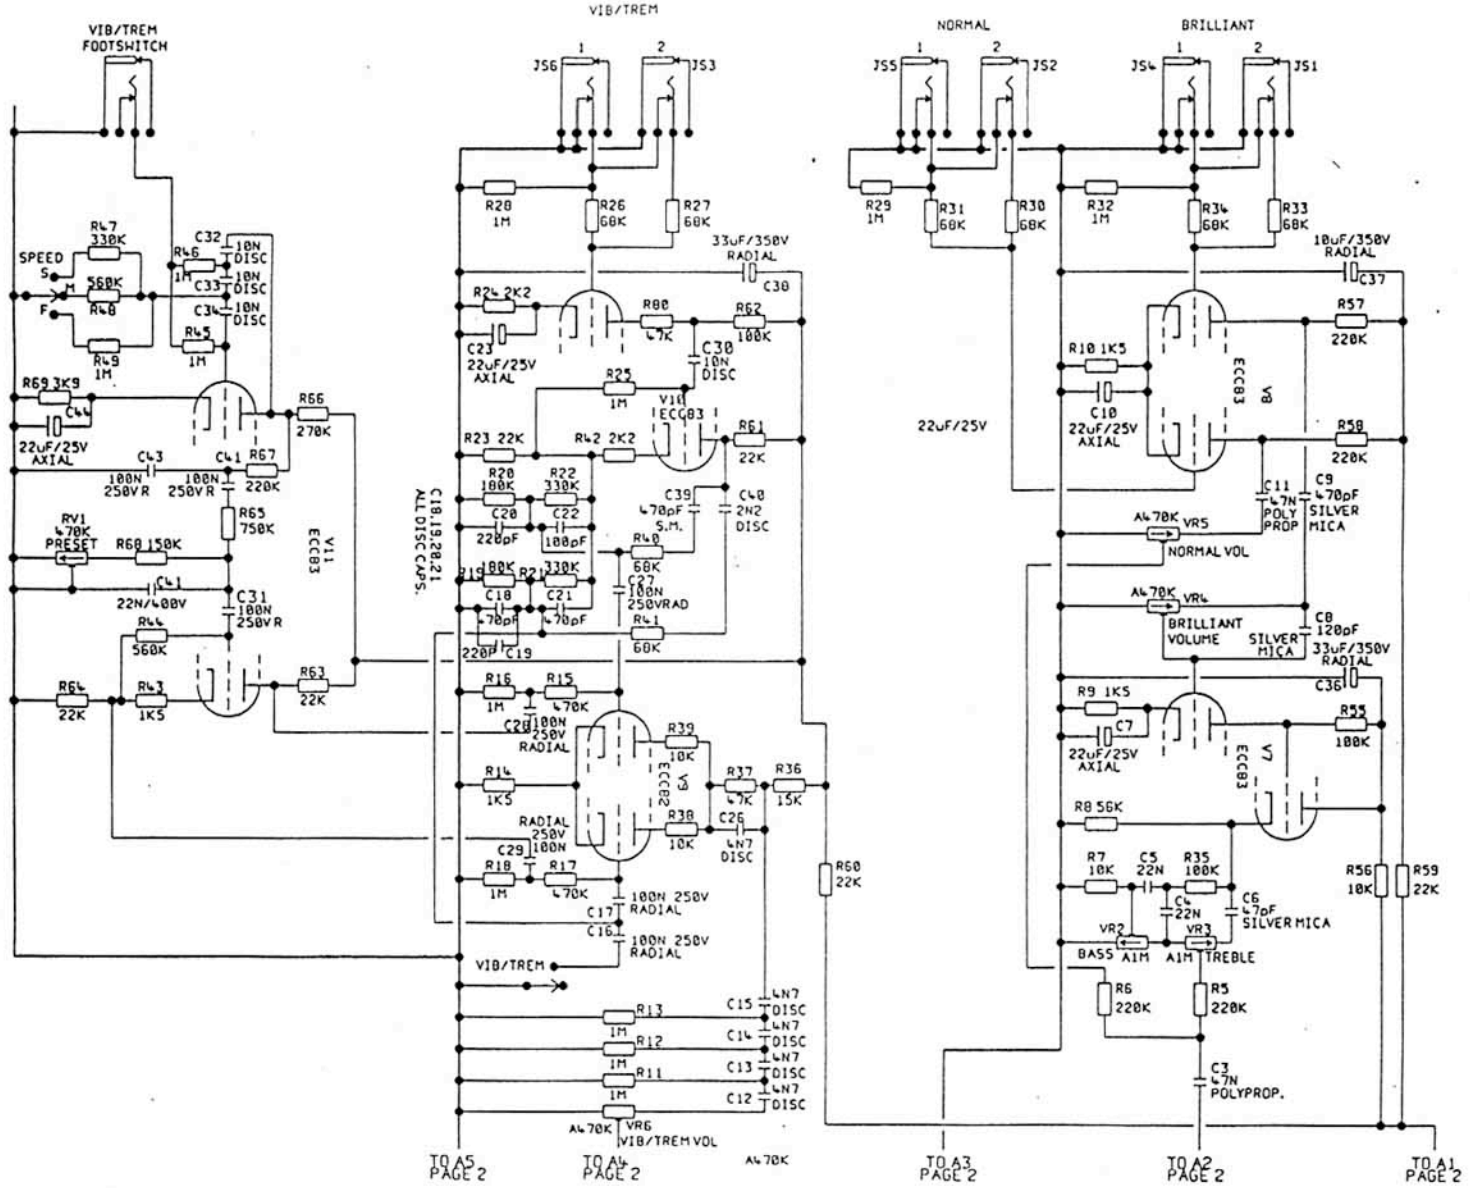 VIB/TREM
FOOTSWITCH
VIB/TREM
NORMAL
BRILLIANT
1
2
JS6
JS3
1
2
JS5
JS2
1
2
JS4
JS1
R47
330K
SPEED
S
M
F
560K
R48
R49
1M
R46
1M
R45
1M
C32
10N
DISC
C33
10N
DISC
C34
10N
DISC
R69 3K9
C44
22uF/25V
AXIAL
R66
270K
C43
100N
250VR
C41
100N
250VR
R67
220K
R65
750K
RV1
470K
PRESET
R68 150K
C41
22N/400V
C31
100N
250VR
V11
ECC83
R44
560K
R64
22K
R43
1K5
R63
22K
R28
1M
R26
68K
R27
68K
33uF/350V
RADIAL
C38
R24 2K2
C23
22uF/25V
AXIAL
R80
47K
R62
100K
C30
10N
DISC
R25
1M
V10
ECC83
R61
22K
R23 22K
R42 2K2
R20
180K
R22
330K
C20
220pF
C22
100pF
C39
470pF
S.M.
C40
2N2
DISC
R40
68K
C18,19,20,21
ALL DISC CAPS.
R19
180K
R21
330K
C27
100N
250VRAD
C18
470pF
C21
470pF
220P
C19
R41
68K
R16
1M
R15
470K
C28
100N
250V
RADIAL
R39
10K
V9
ECC82
R14
1K5
R37
47K
R36
15K
R38
10K
C26
4N7
DISC
RADIAL
250V
100N
C29
R18
1M
R17
470K
C17
100N 250V
RADIAL
C16
100N 250V
RADIAL
VIB/TREM
R60
22K
C15
4N7
DISC
R13
1M
C14
4N7
DISC
R12
1M
C13
4N7
DISC
R11
1M
C12
4N7
DISC
A470K
VR6
VIB/TREM VOL
A470K
R29
1M
R31
68K
R30
68K
R32
1M
R34
68K
R33
68K
10uF/350V
RADIAL
C37
R57
220K
R10 1K5
C10
22uF/25V
AXIAL
V8
ECC83
22uF/25V
R58
220K
C11
47N
POLY
PROP
C9
470pF
SILVER
MICA
A470K
VR5
NORMAL VOL
A470K
VR4
BRILLIANT
VOLUME
C8
120pF
SILVER
MICA
33uF/350V
RADIAL
C36
R9 1K5
C7
22uF/25V
AXIAL
V7
ECC83
R55
100K
R8 56K
R7
10K
C5
22N
R35
100K
C4
22N
C6
47pF
SILVER MICA
VR2
BASS
A1M
VR3
A1M
TREBLE
R56
10K
R59
22K
R6
220K
R5
220K
C3
47N
POLYPROP.
TO A5
PAGE 2
TO A4
PAGE 2
TO A3
PAGE 2
TO A2
PAGE 2
TO A1
PAGE 2